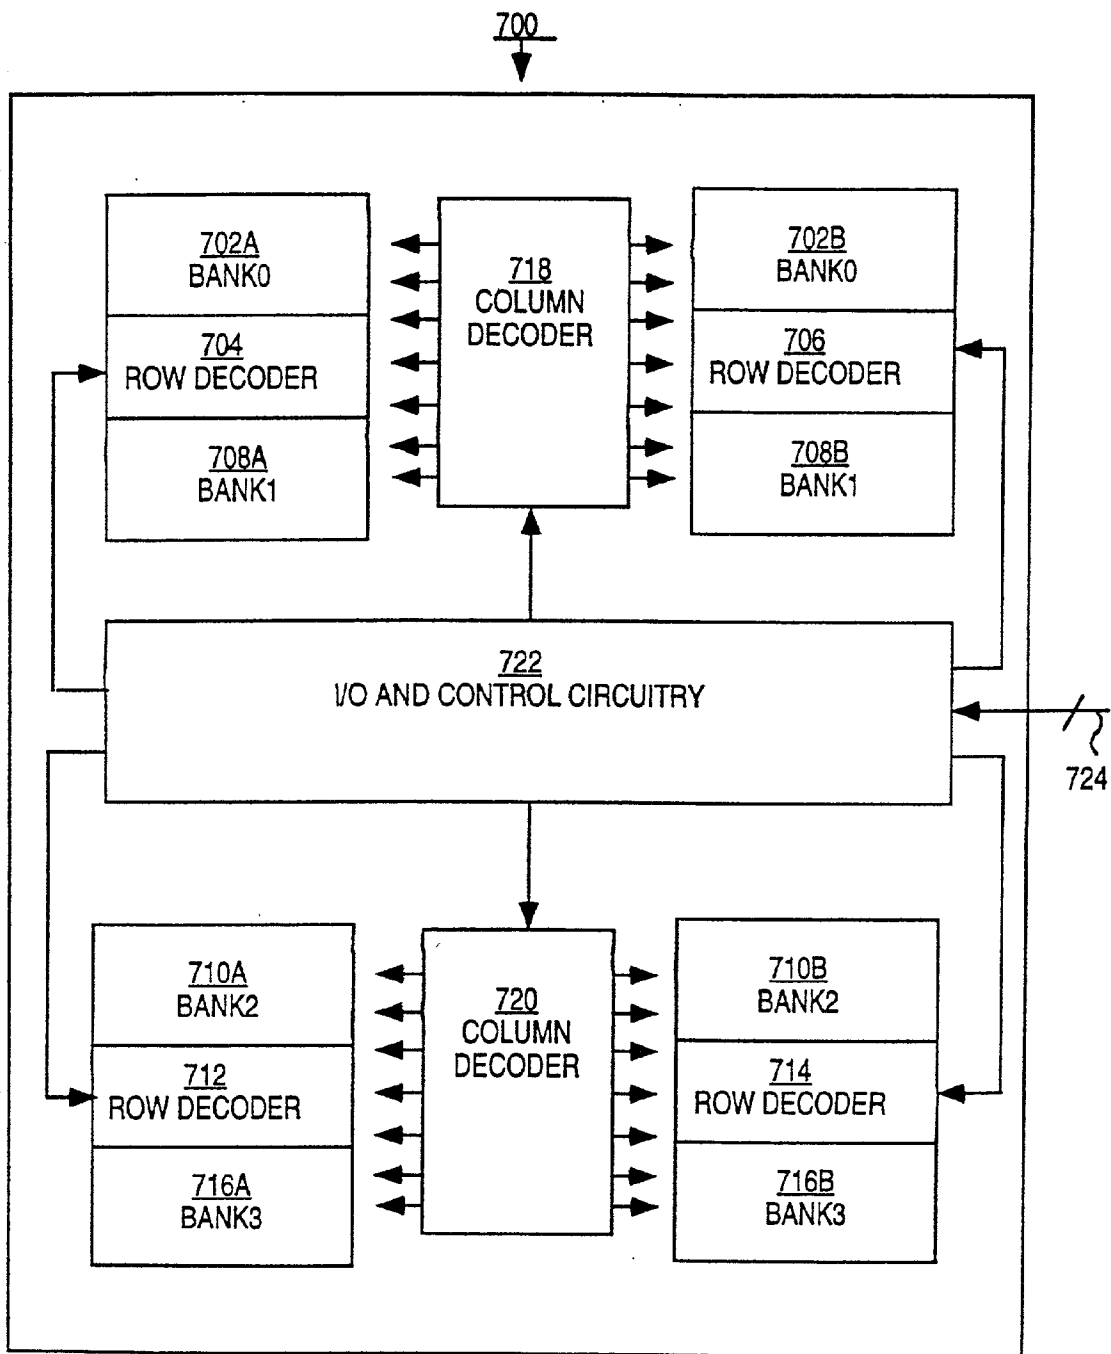 700
702A
BANK0
704
ROW DECODER
708A
BANK1
718
COLUMN
DECODER
702B
BANK0
706
ROW DECODER
708B
BANK1
722
I/O AND CONTROL CIRCUITRY
724
710A
BANK2
712
ROW DECODER
716A
BANK3
720
COLUMN
DECODER
710B
BANK2
714
ROW DECODER
716B
BANK3